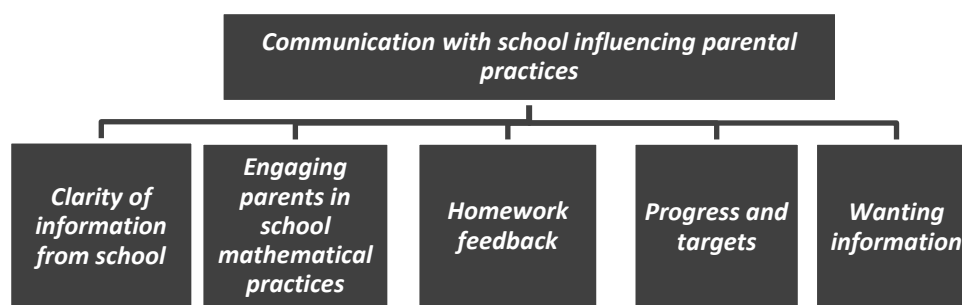 Communication with school influencing parental
practices
Clarity of
information
from school
Engaging
parents in
school
mathematical
practices
Homework
feedback
Progress and
targets
Wanting
information